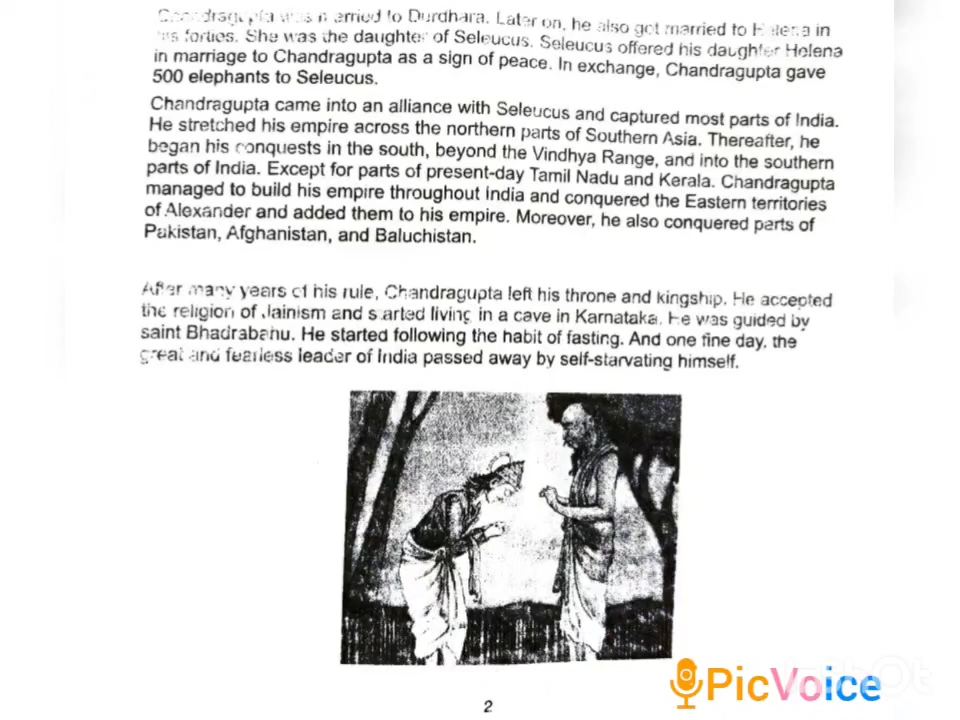 Chandragupta was married to Durdhara. Later on, he also got married to Helena in
his forties. She was the daughter of Seleucus. Seleucus offered his daughter Helena
in marriage to Chandragupta as a sign of peace. In exchange, Chandragupta gave
500 elephants to Seleucus.
Chandragupta came into an alliance with Seleucus and captured most parts of India.
He stretched his empire across the northern parts of Southern Asia. Thereafter, he
began his conquests in the south, beyond the Vindhya Range, and into the southern
parts of India. Except for parts of present-day Tamil Nadu and Kerala. Chandragupta
managed to build his empire throughout India and conquered the Eastern territories
of Alexander and added them to his empire. Moreover, he also conquered parts of
Pakistan, Afghanistan, and Baluchistan.
After many years of his rule, Chandragupta left his throne and kingship. He accepted
the religion of Jainism and started living in a cave in Karnataka. He was guided by
saint Bhadrabahu. He started following the habit of fasting. And one fine day, the
great and fearless leader of India passed away by self-starvating himself.
PicVoice
2